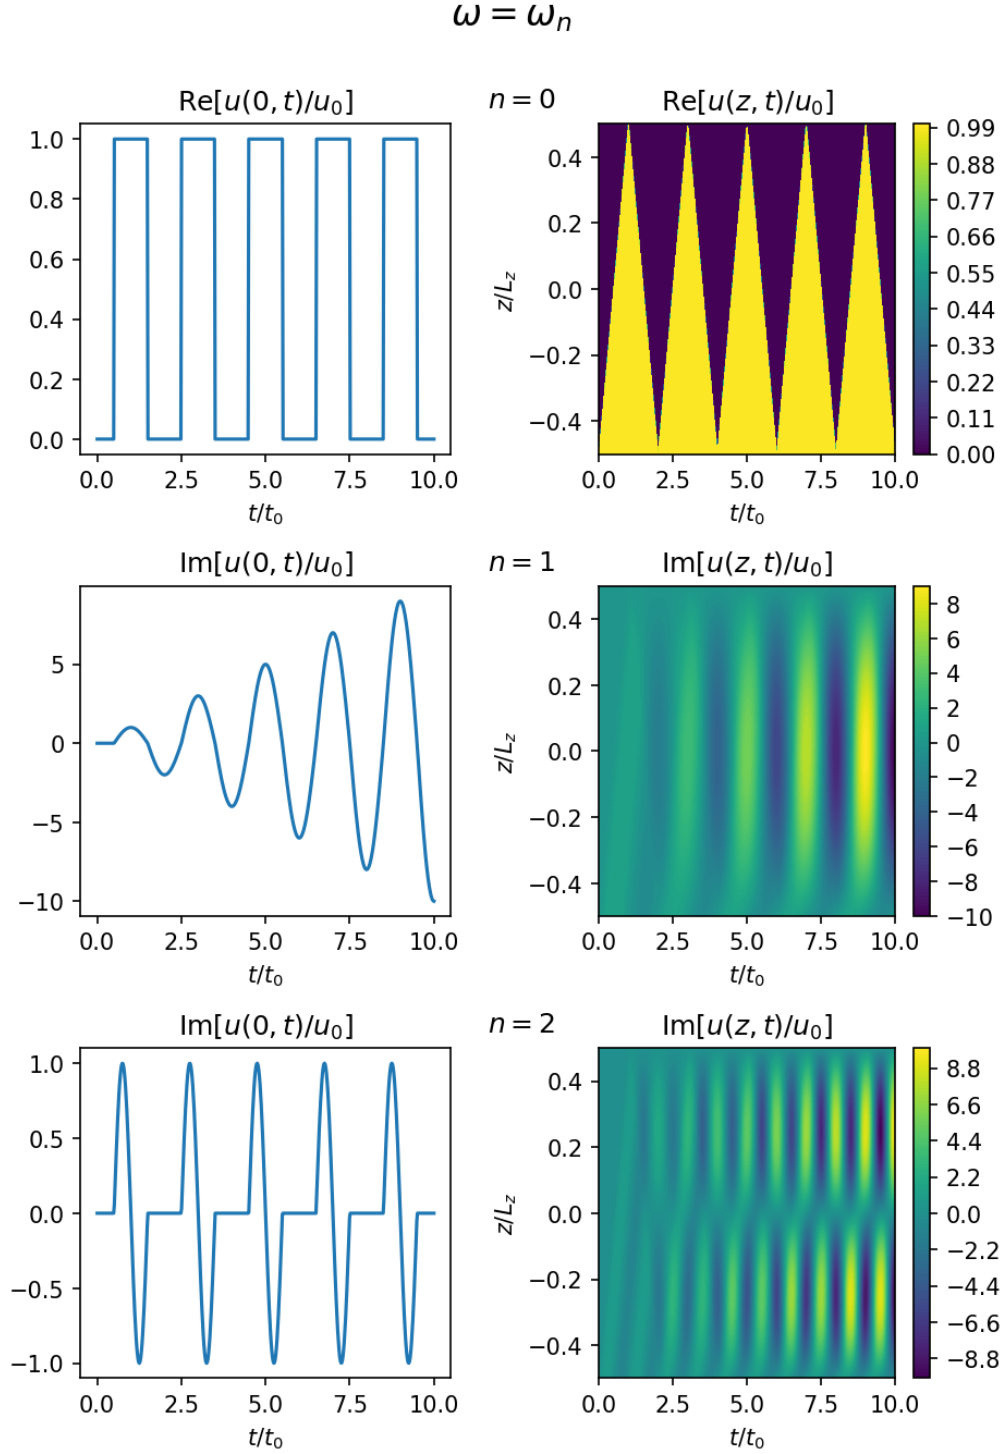 ω = ωₙ
Re[u(0, t)/u₀]
n = 0
Re[u(z, t)/u₀]
1.0
0.8
0.6
0.4
0.2
0.0
0.0 2.5 5.0 7.5 10.0
t/t₀
z/L_z
0.4
0.2
0.0
−0.2
−0.4
0.0 2.5 5.0 7.5 10.0
t/t₀
0.99
0.88
0.77
0.66
0.55
0.44
0.33
0.22
0.11
0.00
Im[u(0, t)/u₀]
n = 1
Im[u(z, t)/u₀]
5
0
−5
−10
0.0 2.5 5.0 7.5 10.0
t/t₀
z/L_z
0.4
0.2
0.0
−0.2
−0.4
0.0 2.5 5.0 7.5 10.0
t/t₀
8
6
4
2
0
−2
−4
−6
−8
−10
Im[u(0, t)/u₀]
n = 2
Im[u(z, t)/u₀]
1.0
0.5
0.0
−0.5
−1.0
0.0 2.5 5.0 7.5 10.0
t/t₀
z/L_z
0.4
0.2
0.0
−0.2
−0.4
0.0 2.5 5.0 7.5 10.0
t/t₀
8.8
6.6
4.4
2.2
0.0
−2.2
−4.4
−6.6
−8.8